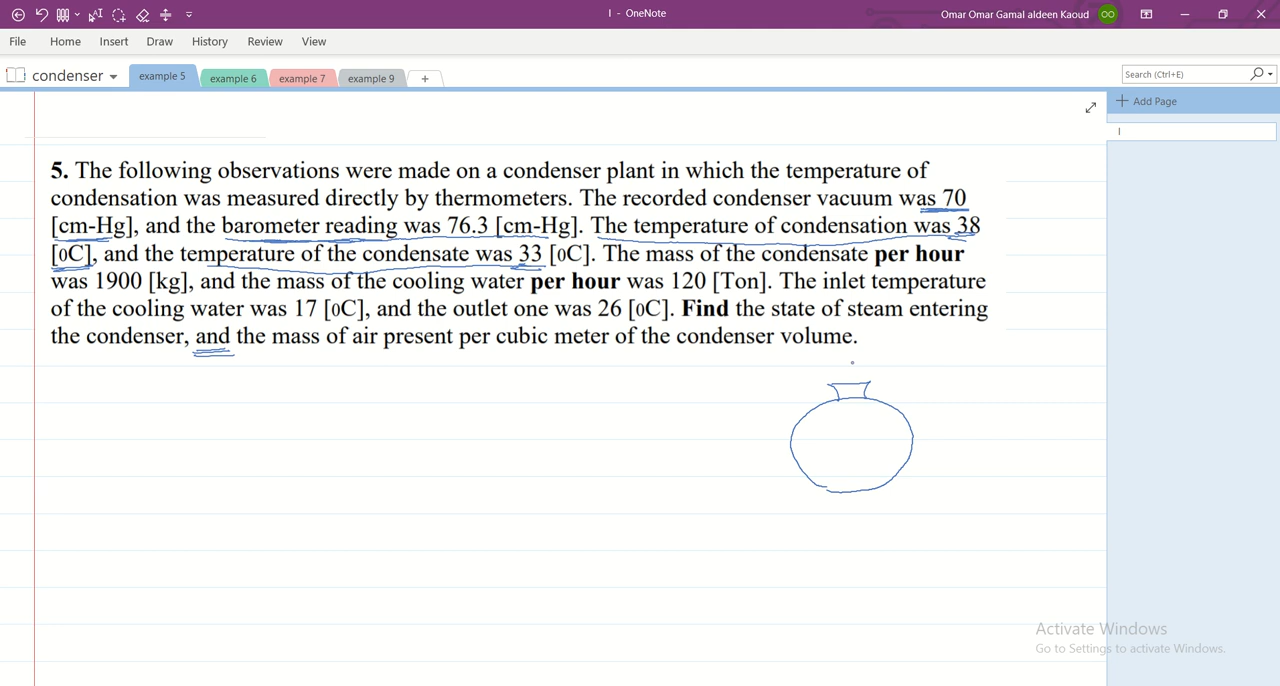 I - OneNote
Omar Omar Gamal aldeen Kaoud
OO
File Home Insert Draw History Review View
condenser
example 5
example 6
example 7
example 9
+
Search (Ctrl+E)
Add Page
I
5. The following observations were made on a condenser plant in which the temperature of
condensation was measured directly by thermometers. The recorded condenser vacuum was 70
[cm-Hg], and the barometer reading was 76.3 [cm-Hg]. The temperature of condensation was 38
[0C], and the temperature of the condensate was 33 [0C]. The mass of the condensate per hour
was 1900 [kg], and the mass of the cooling water per hour was 120 [Ton]. The inlet temperature
of the cooling water was 17 [0C], and the outlet one was 26 [0C]. Find the state of steam entering
the condenser, and the mass of air present per cubic meter of the condenser volume.
Activate Windows
Go to Settings to activate Windows.